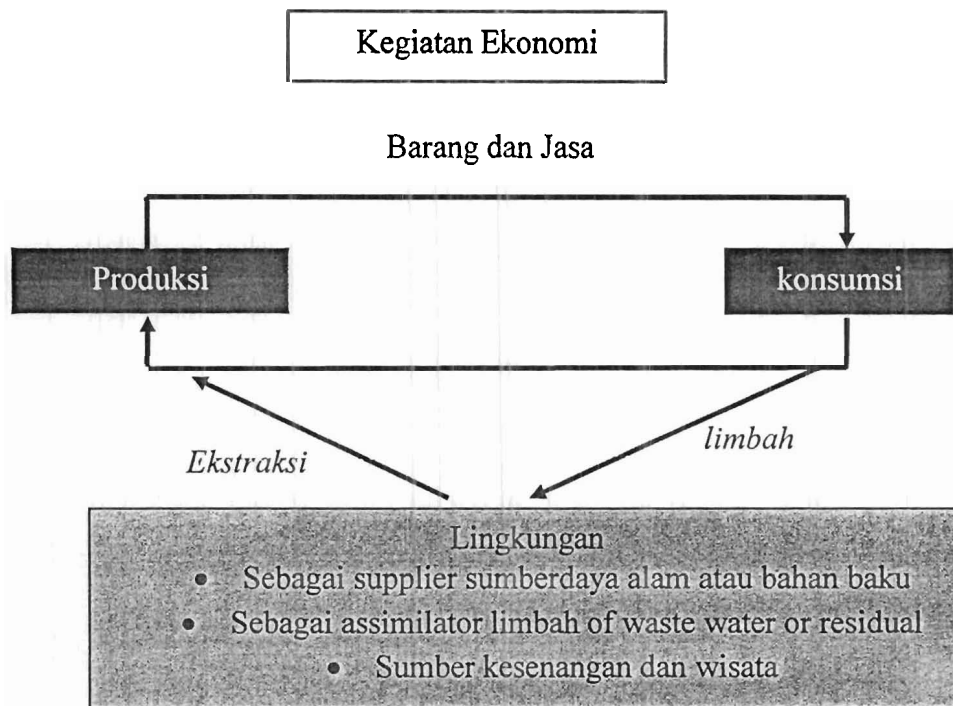 Kegiatan Ekonomi
Barang dan Jasa
Produksi
konsumsi
Ekstraksi
limbah
Lingkungan
• Sebagai supplier sumberdaya alam atau bahan baku
• Sebagai assimilator limbah of waste water or residual
• Sumber kesenangan dan wisata